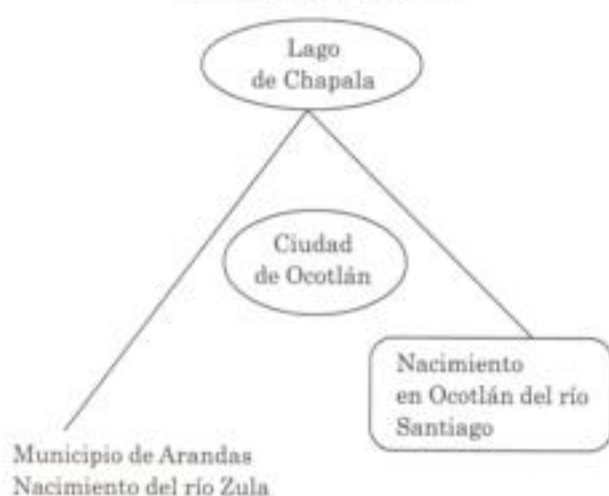 Lago
de Chapala
Ciudad
de Ocotlán
Nacimiento
en Ocotlán del río
Santiago
Municipio de Arandas
Nacimiento del río Zula